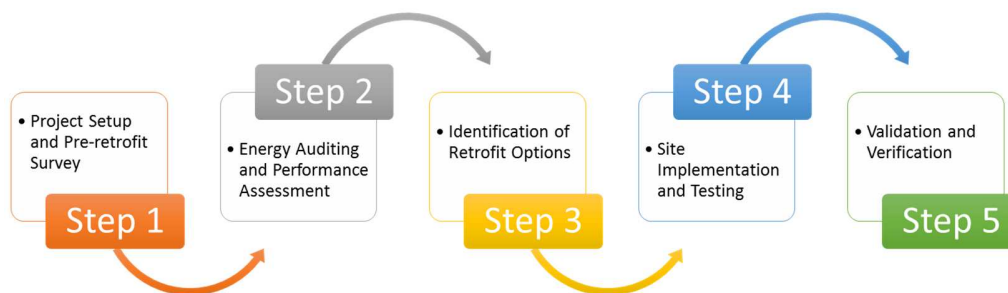 • Project Setup
and Pre-retrofit
Survey
Step 1
Step 2
• Energy Auditing
and Performance
Assessment
• Identification of
Retrofit Options
Step 3
Step 4
• Site
Implementation
and Testing
• Validation and
Verification
Step 5